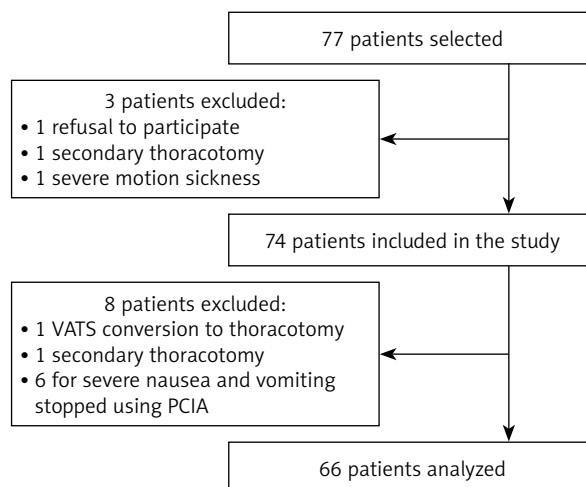 77 patients selected
3 patients excluded:
• 1 refusal to participate
• 1 secondary thoracotomy
• 1 severe motion sickness
74 patients included in the study
8 patients excluded:
• 1 VATS conversion to thoracotomy
• 1 secondary thoracotomy
• 6 for severe nausea and vomiting
stopped using PCIA
66 patients analyzed